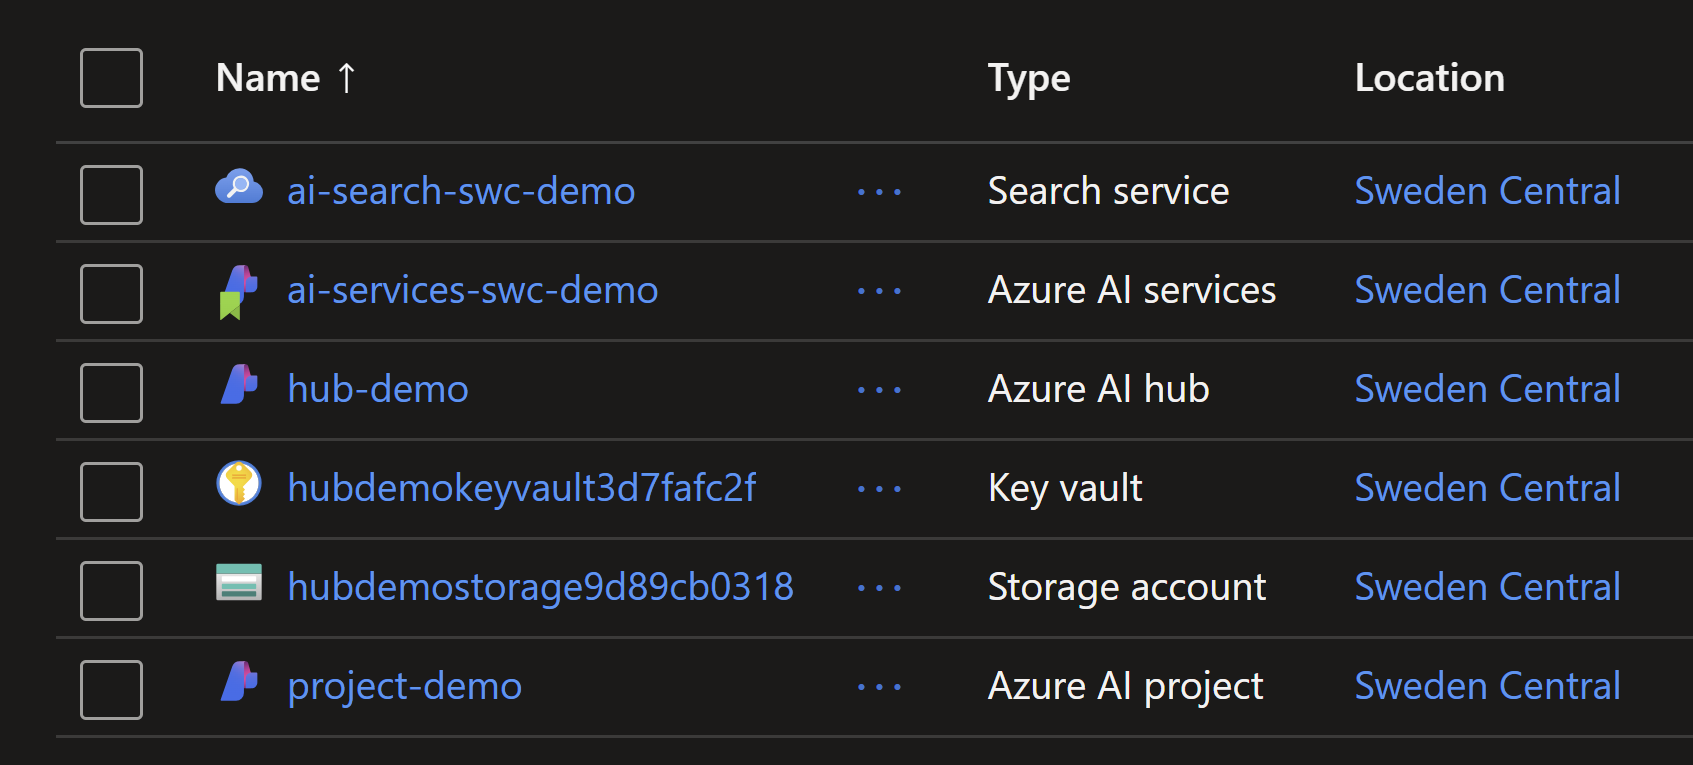 Name ↑ Type Location
ai-search-swc-demo ... Search service Sweden Central
ai-services-swc-demo ... Azure AI services Sweden Central
hub-demo ... Azure AI hub Sweden Central
hubdemokeyvault3d7fafc2f ... Key vault Sweden Central
hubdemostorage9d89cb0318 ... Storage account Sweden Central
project-demo ... Azure AI project Sweden Central